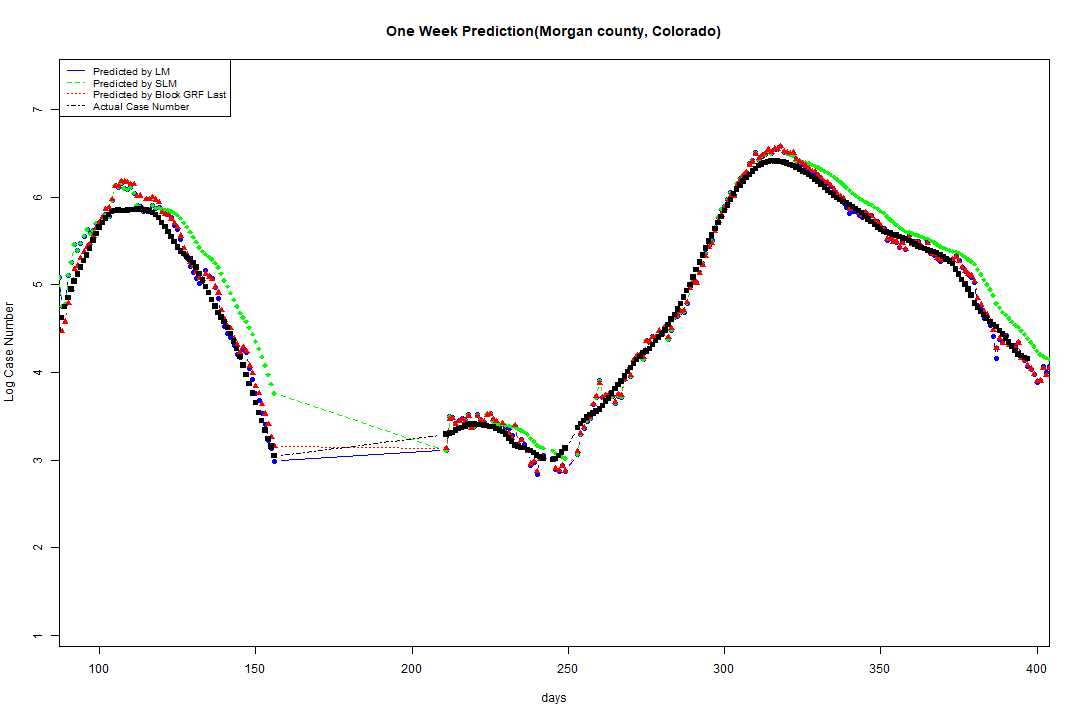 One Week Prediction(Morgan county, Colorado)
Predicted by LM
Predicted by SLM
Predicted by Block GRF Last
Actual Case Number
Log Case Number
7
6
5
4
3
2
1
100 150 200 250 300 350 400
days